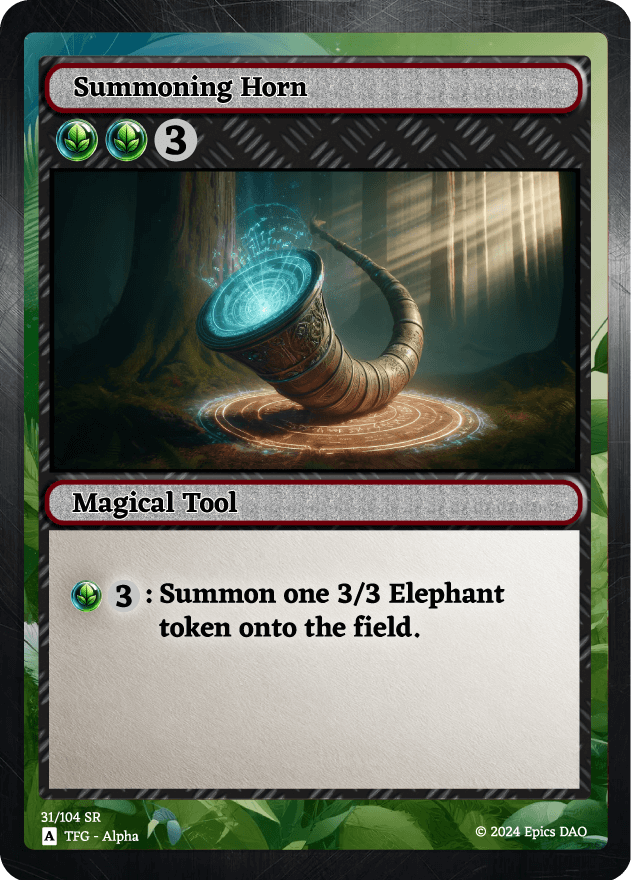 Summoning Horn
3
Magical Tool
3 : Summon one 3/3 Elephant
token onto the field.
31/104 SR
A TFG - Alpha
© 2024 Epics DAO